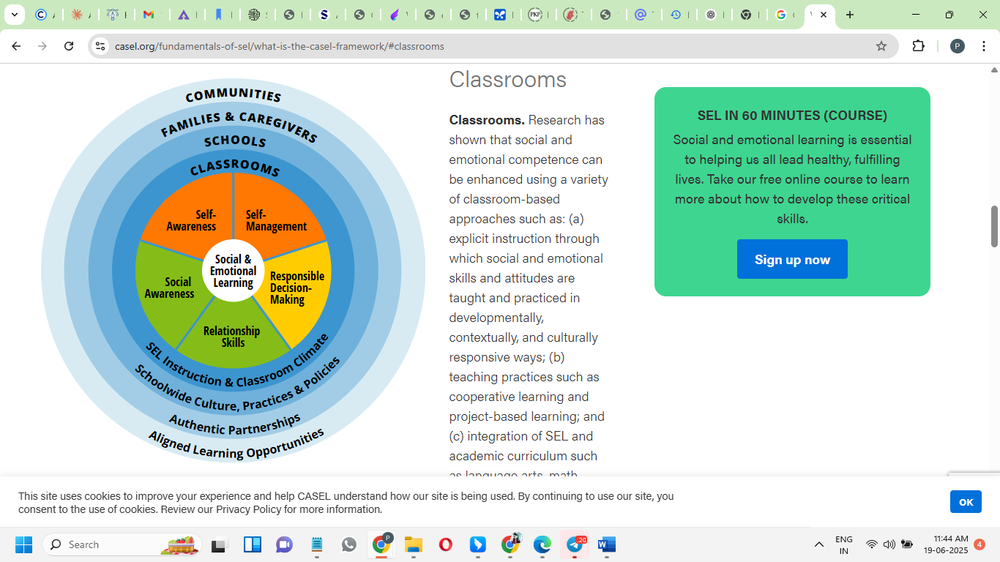 casel.org/fundamentals-of-sel/what-is-the-casel-framework/#classrooms
P
COMMUNITIES
FAMILIES & CAREGIVERS
SCHOOLS
CLASSROOMS
Self-
Awareness
Self-
Management
Social &
Emotional
Learning
Social
Awareness
Responsible
Decision-
Making
Relationship
Skills
SEL Instruction & Classroom Climate
Schoolwide Culture, Practices & Policies
Authentic Partnerships
Aligned Learning Opportunities
Classrooms
Classrooms. Research has
shown that social and
emotional competence can
be enhanced using a variety
of classroom-based
approaches such as: (a)
explicit instruction through
which social and emotional
skills and attitudes are
taught and practiced in
developmentally,
contextually, and culturally
responsive ways; (b)
teaching practices such as
cooperative learning and
project-based learning; and
(c) integration of SEL and
academic curriculum such
as language arts, math
SEL IN 60 MINUTES (COURSE)
Social and emotional learning is essential
to helping us all lead healthy, fulfilling
lives. Take our free online course to learn
more about how to develop these critical
skills.
Sign up now
This site uses cookies to improve your experience and help CASEL understand how our site is being used. By continuing to use our site, you
consent to the use of cookies. Review our Privacy Policy for more information.
OK
Search
P
20
ENG
IN
11:44 AM
19-06-2025
4